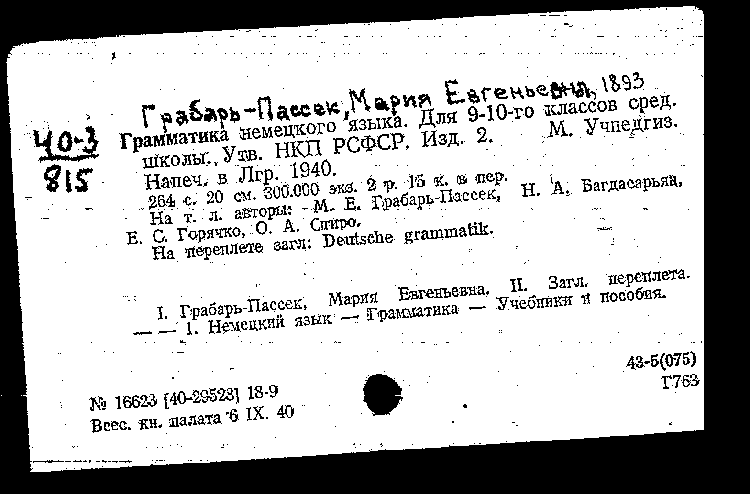 Грабарь-Пассек, Мария Евгеньевна, 1893
40-3
815
Грамматика немецкого языка. Для 9-10-го классов сред.
школы. Утв. НКП РСФСР. Изд. 2. М. Учпедгиз.
Напеч. в Лгр. 1940.
264 с. 20 см. 300.000 экз. 2 р. 15 к. в пер.
На т. л. авторы: М. Е. Грабарь-Пассек, Н. А. Багдасарьян,
Е. С. Горячко, О. А. Спиро.
На переплете загл: Deutsche grammatik.
I. Грабарь-Пассек, Мария Евгеньевна. II. Загл. переплета.
— — 1. Немецкий язык — Грамматика — Учебники и пособия.
43-5(075)
Г763
№ 16623 [40-29523] 18-9
Всес. кн. палата 6 IX. 40